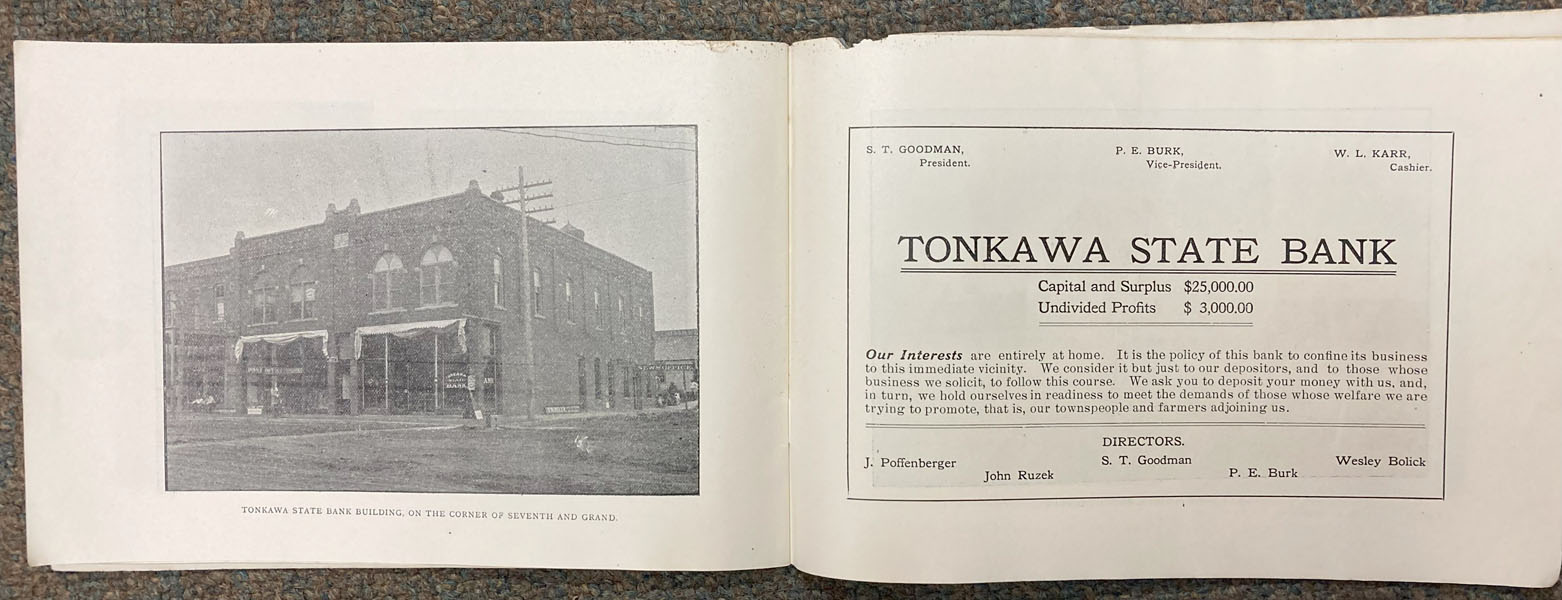 NEWS OFFICE
STATE
BANK
TONKAWA STATE BANK BUILDING, ON THE CORNER OF SEVENTH AND GRAND.
S. T. GOODMAN,
President.
P. E. BURK,
Vice-President.
W. L. KARR,
Cashier.
TONKAWA STATE BANK
Capital and Surplus $25,000.00
Undivided Profits $ 3,000.00
Our Interests are entirely at home. It is the policy of this bank to confine its business
to this immediate vicinity. We consider it but just to our depositors, and to those whose
business we solicit, to follow this course. We ask you to deposit your money with us, and,
in turn, we hold ourselves in readiness to meet the demands of those whose welfare we are
trying to promote, that is, our townspeople and farmers adjoining us.
DIRECTORS.
J. Poffenberger
John Ruzek
S. T. Goodman
P. E. Burk
Wesley Bolick